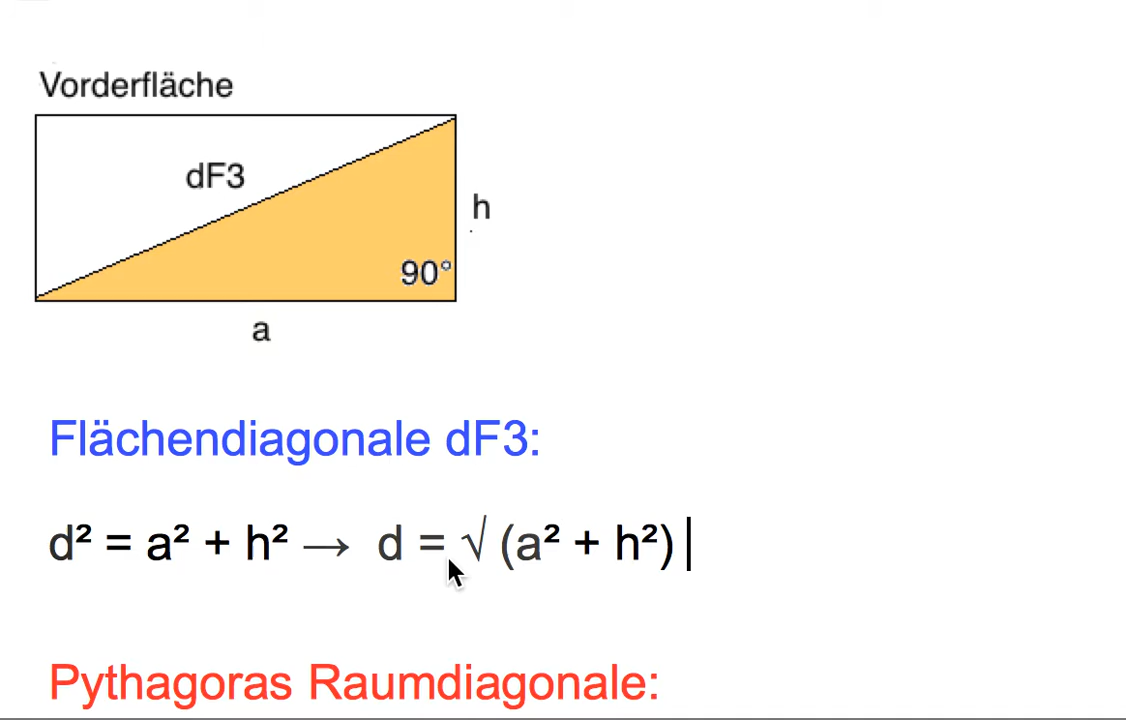 Vorderfläche
dF3
h
90°
a
Flächendiagonale dF3:
d² = a² + h² → d = √ (a² + h²)
Pythagoras Raumdiagonale: